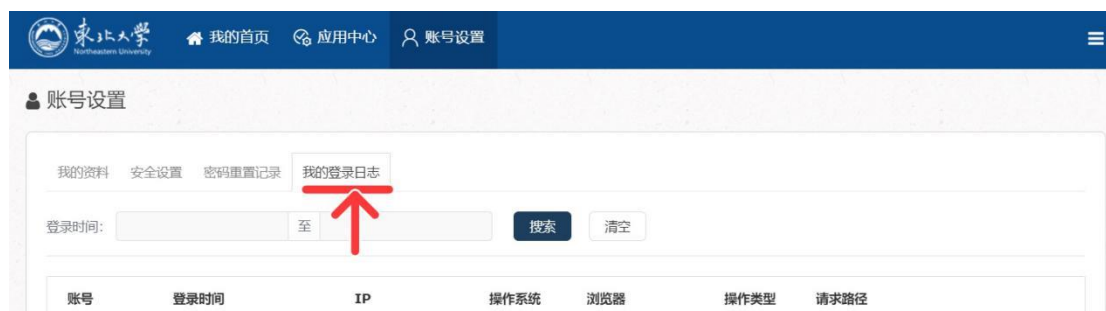 東北大学 我的首页 应用中心 账号设置
Northeastern University
账号设置
我的资料 安全设置 密码重置记录 我的登录日志
登录时间: 至 搜索 清空
账号 登录时间 IP 操作系统 浏览器 操作类型 请求路径